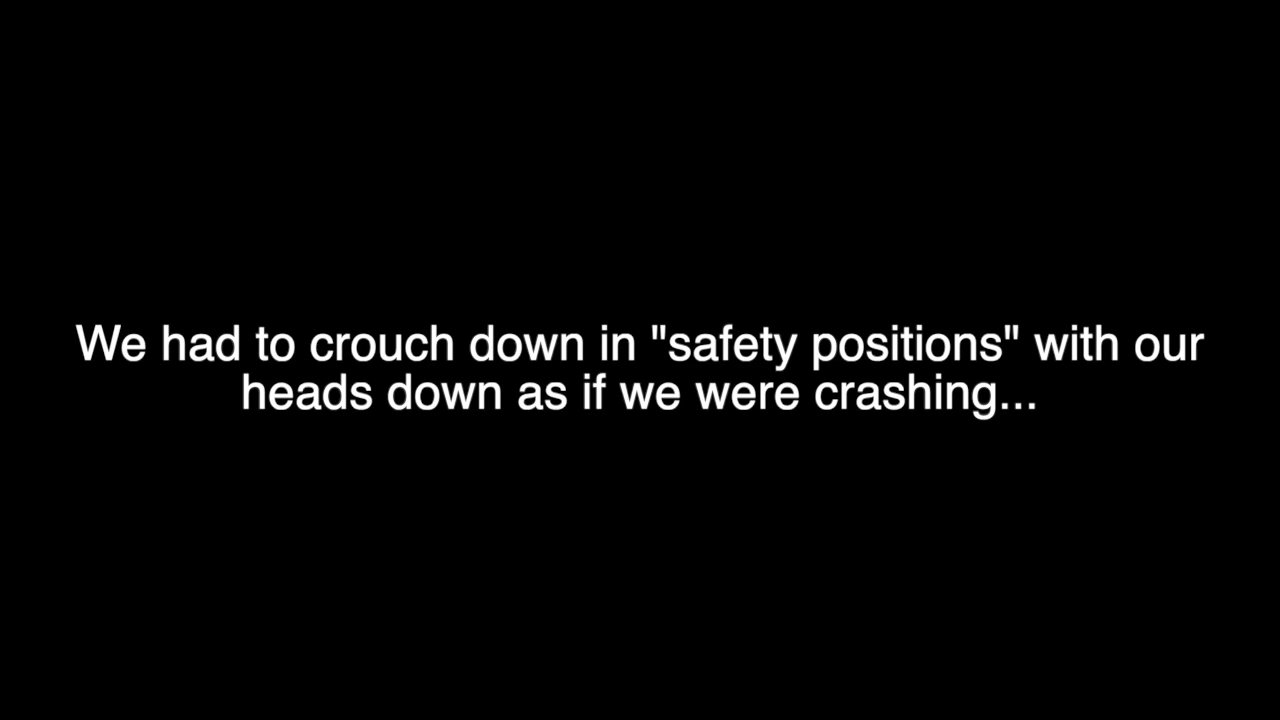 We had to crouch down in "safety positions" with our
heads down as if we were crashing...